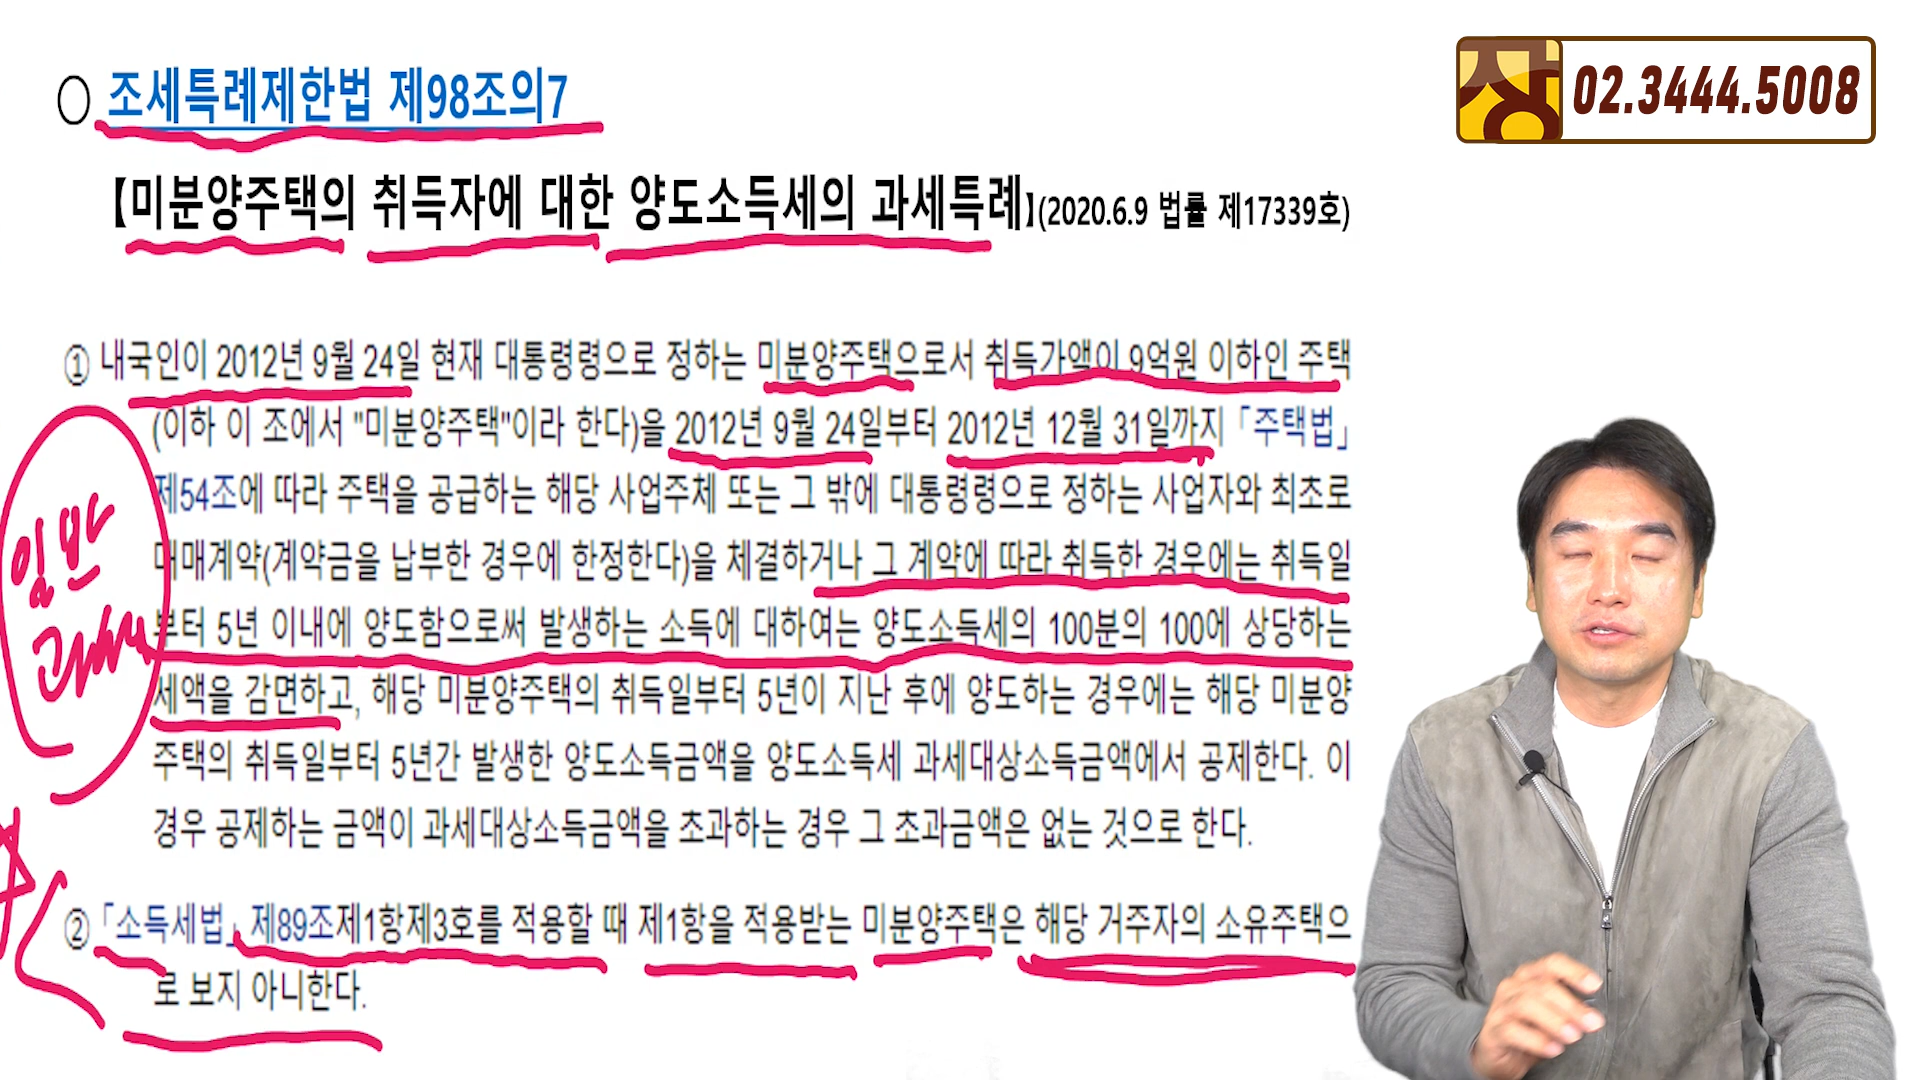 ○ 조세특례제한법 제98조의7
상 02.3444.5008
【미분양주택의 취득자에 대한 양도소득세의 과세특례】(2020.6.9 법률 제17339호)
① 내국인이 2012년 9월 24일 현재 대통령령으로 정하는 미분양주택으로서 취득가액이 9억원 이하인 주택
(이하 이 조에서 "미분양주택"이라 한다)을 2012년 9월 24일부터 2012년 12월 31일까지 「주택법」
제54조에 따라 주택을 공급하는 해당 사업주체 또는 그 밖에 대통령령으로 정하는 사업자와 최초로
매매계약(계약금을 납부한 경우에 한정한다)을 체결하거나 그 계약에 따라 취득한 경우에는 취득일
부터 5년 이내에 양도함으로써 발생하는 소득에 대하여는 양도소득세의 100분의 100에 상당하는
세액을 감면하고, 해당 미분양주택의 취득일부터 5년이 지난 후에 양도하는 경우에는 해당 미분양
주택의 취득일부터 5년간 발생한 양도소득금액을 양도소득세 과세대상소득금액에서 공제한다. 이
경우 공제하는 금액이 과세대상소득금액을 초과하는 경우 그 초과금액은 없는 것으로 한다.
일반
② 「소득세법」 제89조제1항제3호를 적용할 때 제1항을 적용받는 미분양주택은 해당 거주자의 소유주택으
로 보지 아니한다.